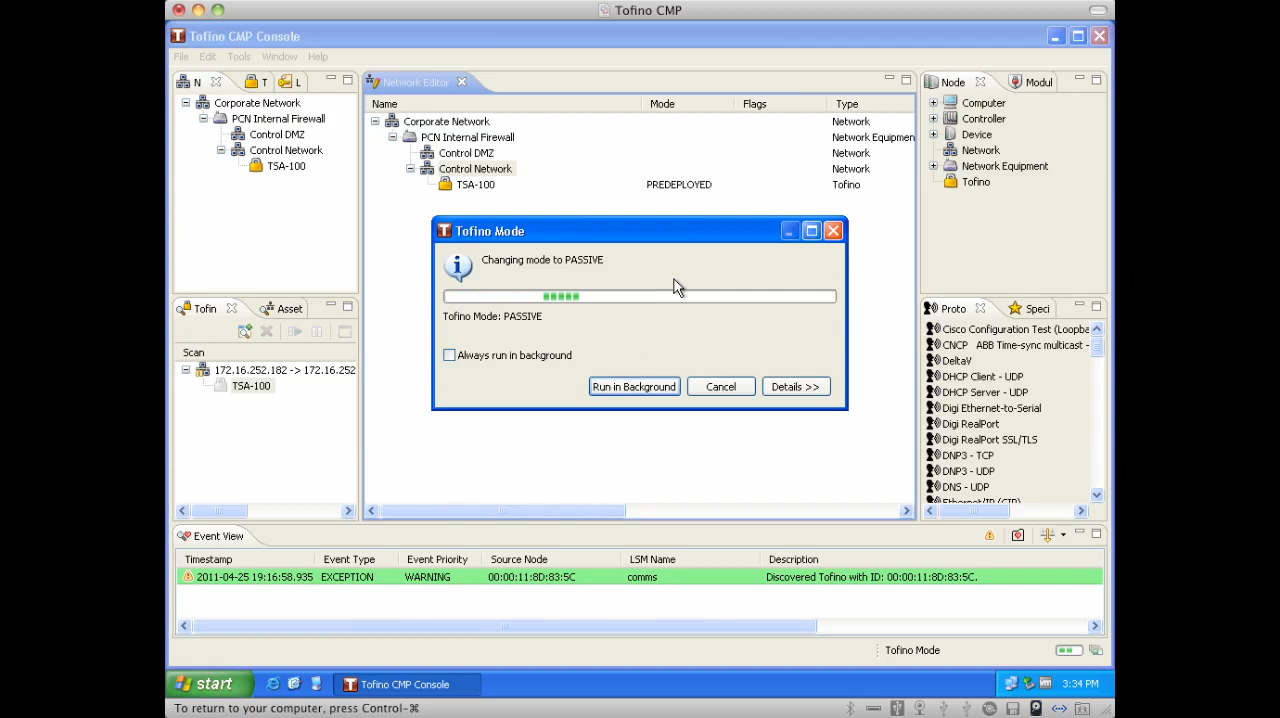 Tofino CMP
Tofino CMP Console
File Edit Tools Window Help
N T L
Corporate Network
PCN Internal Firewall
Control DMZ
Control Network
TSA-100
Network Editor
Name Mode Flags Type
Corporate Network Network
PCN Internal Firewall Network Equipmen
Control DMZ Network
Control Network Network
TSA-100 PREDEPLOYED Tofino
Node Modul
Computer
Controller
Device
Network
Network Equipment
Tofino
Tofino Mode
Changing mode to PASSIVE
Tofino Mode: PASSIVE
Always run in background
Run in Background Cancel Details >>
Tofin Asset
Scan
172.16.252.182 -> 172.16.252
TSA-100
Proto Speci
Cisco Configuration Test (Loopba
CNCP ABB Time-sync multicast -
DeltaV
DHCP Client - UDP
DHCP Server - UDP
Digi Ethernet-to-Serial
Digi RealPort
Digi RealPort SSL/TLS
DNP3 - TCP
DNP3 - UDP
DNS - UDP
Ethernet/IP (CIP)
Event View
Timestamp Event Type Event Priority Source Node LSM Name Description
2011-04-25 19:16:58.935 EXCEPTION WARNING 00:00:11:8D:83:5C comms Discovered Tofino with ID: 00:00:11:8D:83:5C.
Tofino Mode
start Tofino CMP Console 3:34 PM
To return to your computer, press Control-⌘